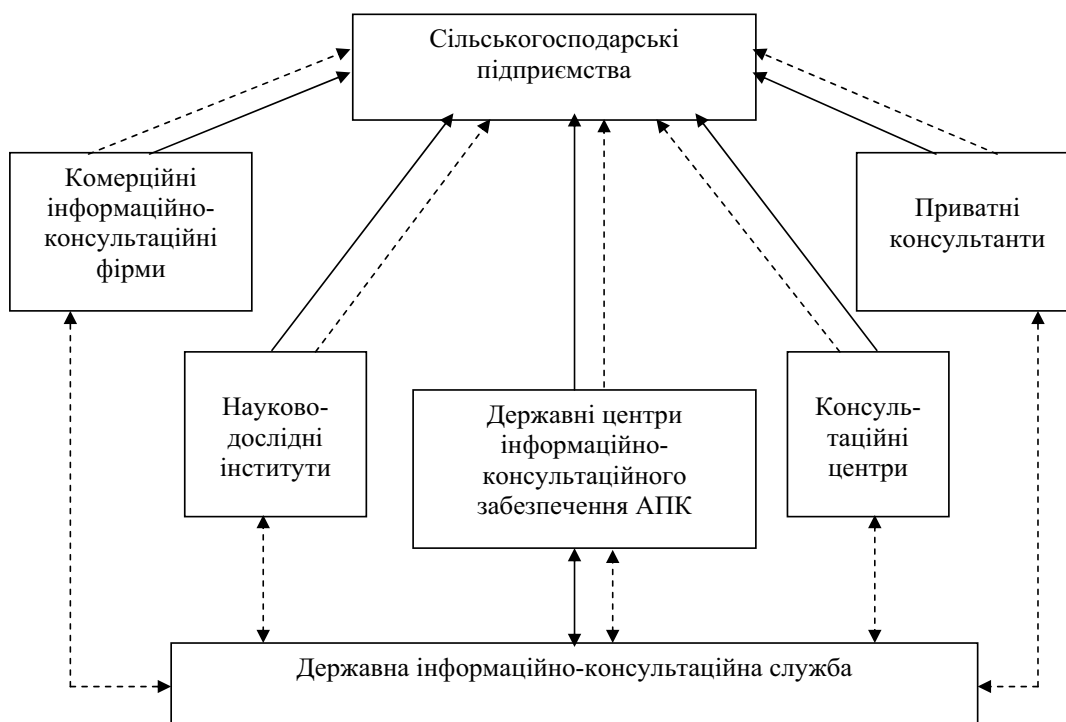 Сільськогосподарські
підприємства
Комерційні
інформаційно-
консультаційні
фірми
Приватні
консультанти
Науково-
дослідні
інститути
Державні центри
інформаційно-
консультаційного
забезпечення АПК
Консуль-
таційні
центри
Державна інформаційно-консультаційна служба